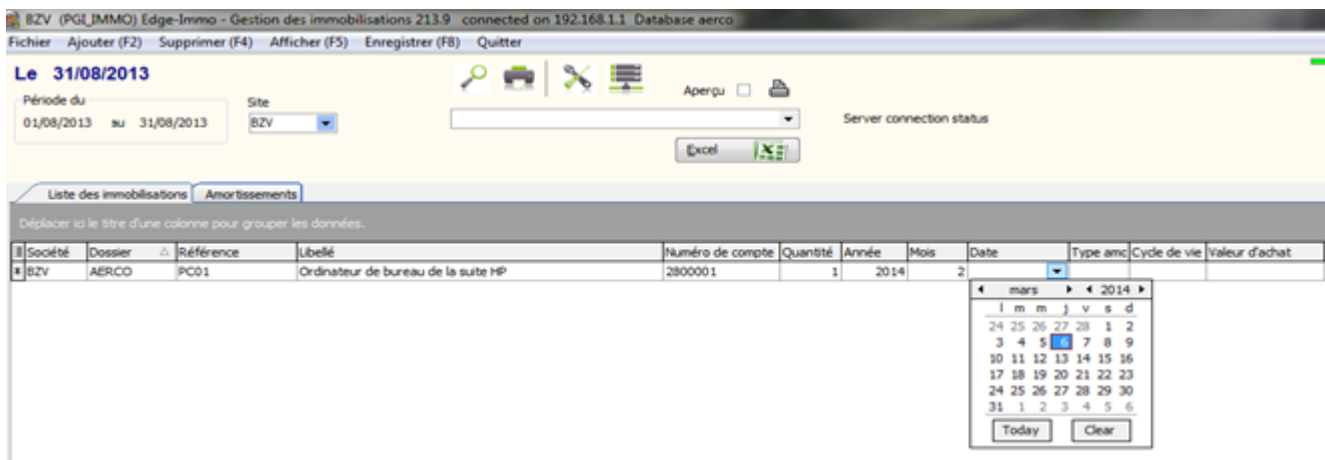 BZV (PGI_IMMO) Edge-Immo - Gestion des immobilisations 213.9 connected on 192.168.1.1 Database aerco
Fichier Ajouter (F2) Supprimer (F4) Afficher (F5) Enregistrer (F8) Quitter
Le 31/08/2013
Aperçu
Période du
Site
01/08/2013 au 31/08/2013 BZV
Server connection status
Excel
Liste des immobilisations Amortissements
Déplacer ici le titre d'une colonne pour grouper les données.
Société Dossier Référence Libellé Numéro de compte Quantité Année Mois Date Type amc Cycle de vie Valeur d'achat
BZV AERCO PC01 Ordinateur de bureau de la suite HP 2800001 1 2014 2
mars 2014
l m m j v s d
24 25 26 27 28 1 2
3 4 5 6 7 8 9
10 11 12 13 14 15 16
17 18 19 20 21 22 23
24 25 26 27 28 29 30
31 1 2 3 4 5 6
Today Clear